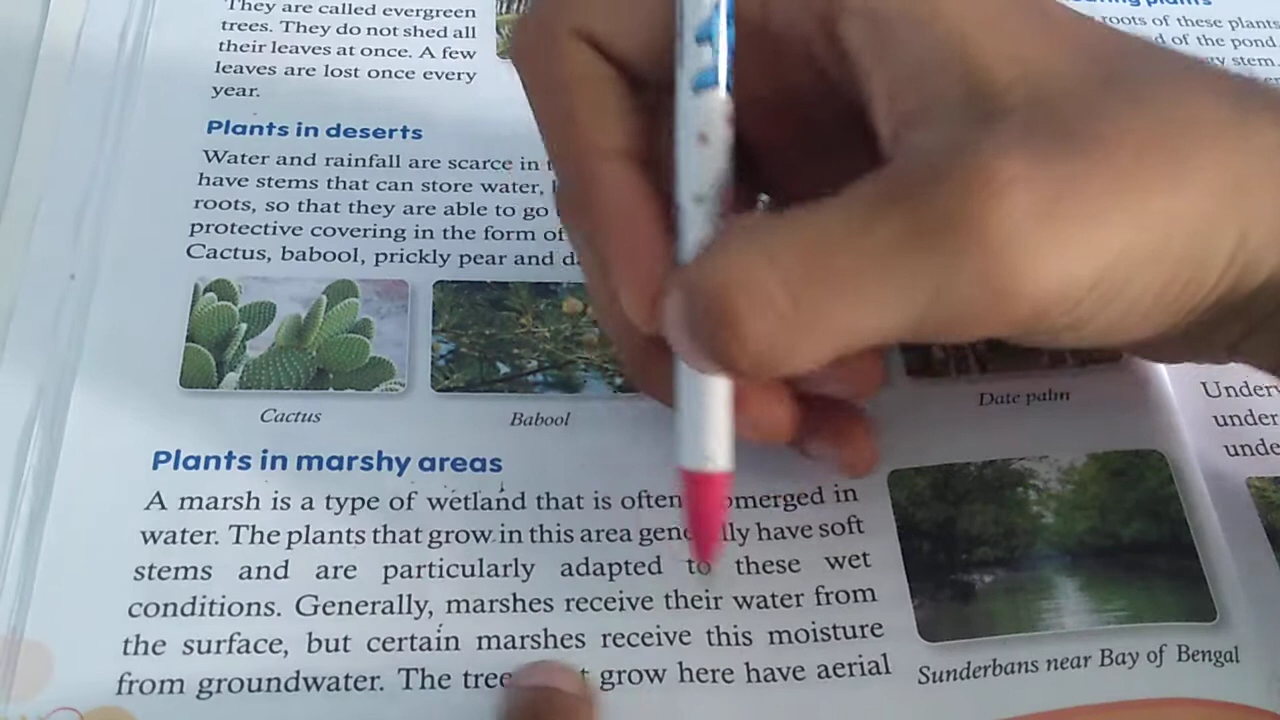 They are called evergreen
trees. They do not shed all
their leaves at once. A few
leaves are lost once every
year.
Plants in deserts
Water and rainfall are scarce in
have stems that can store water,
roots, so that they are able to go
protective covering in the form of
Cactus, babool, prickly pear and
Cactus
Babool
Date palm
Plants in marshy areas
A marsh is a type of wetland that is often in
water. The plants that grow in this area have soft
stems and are particularly adapted to these wet
conditions. Generally, marshes receive their water from
the surface, but certain marshes receive this moisture
from groundwater. The grow here have aerial
Sunderbans near Bay of Bengal
plants
roots of these plants
of the pond.
stem.
under